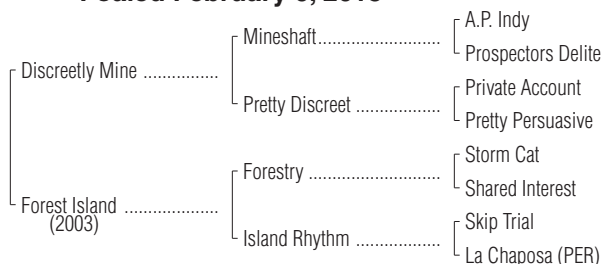 Foaled February
A.P. Indy
Mineshaft
Prospectors Delite
Discreetly Mine
Private Account
Pretty Discreet
Pretty Persuasive
Storm Cat
Forestry
Shared Interest
Forest Island
(2003)
Skip Trial
Island Rhythm
La Chaposa (PER)